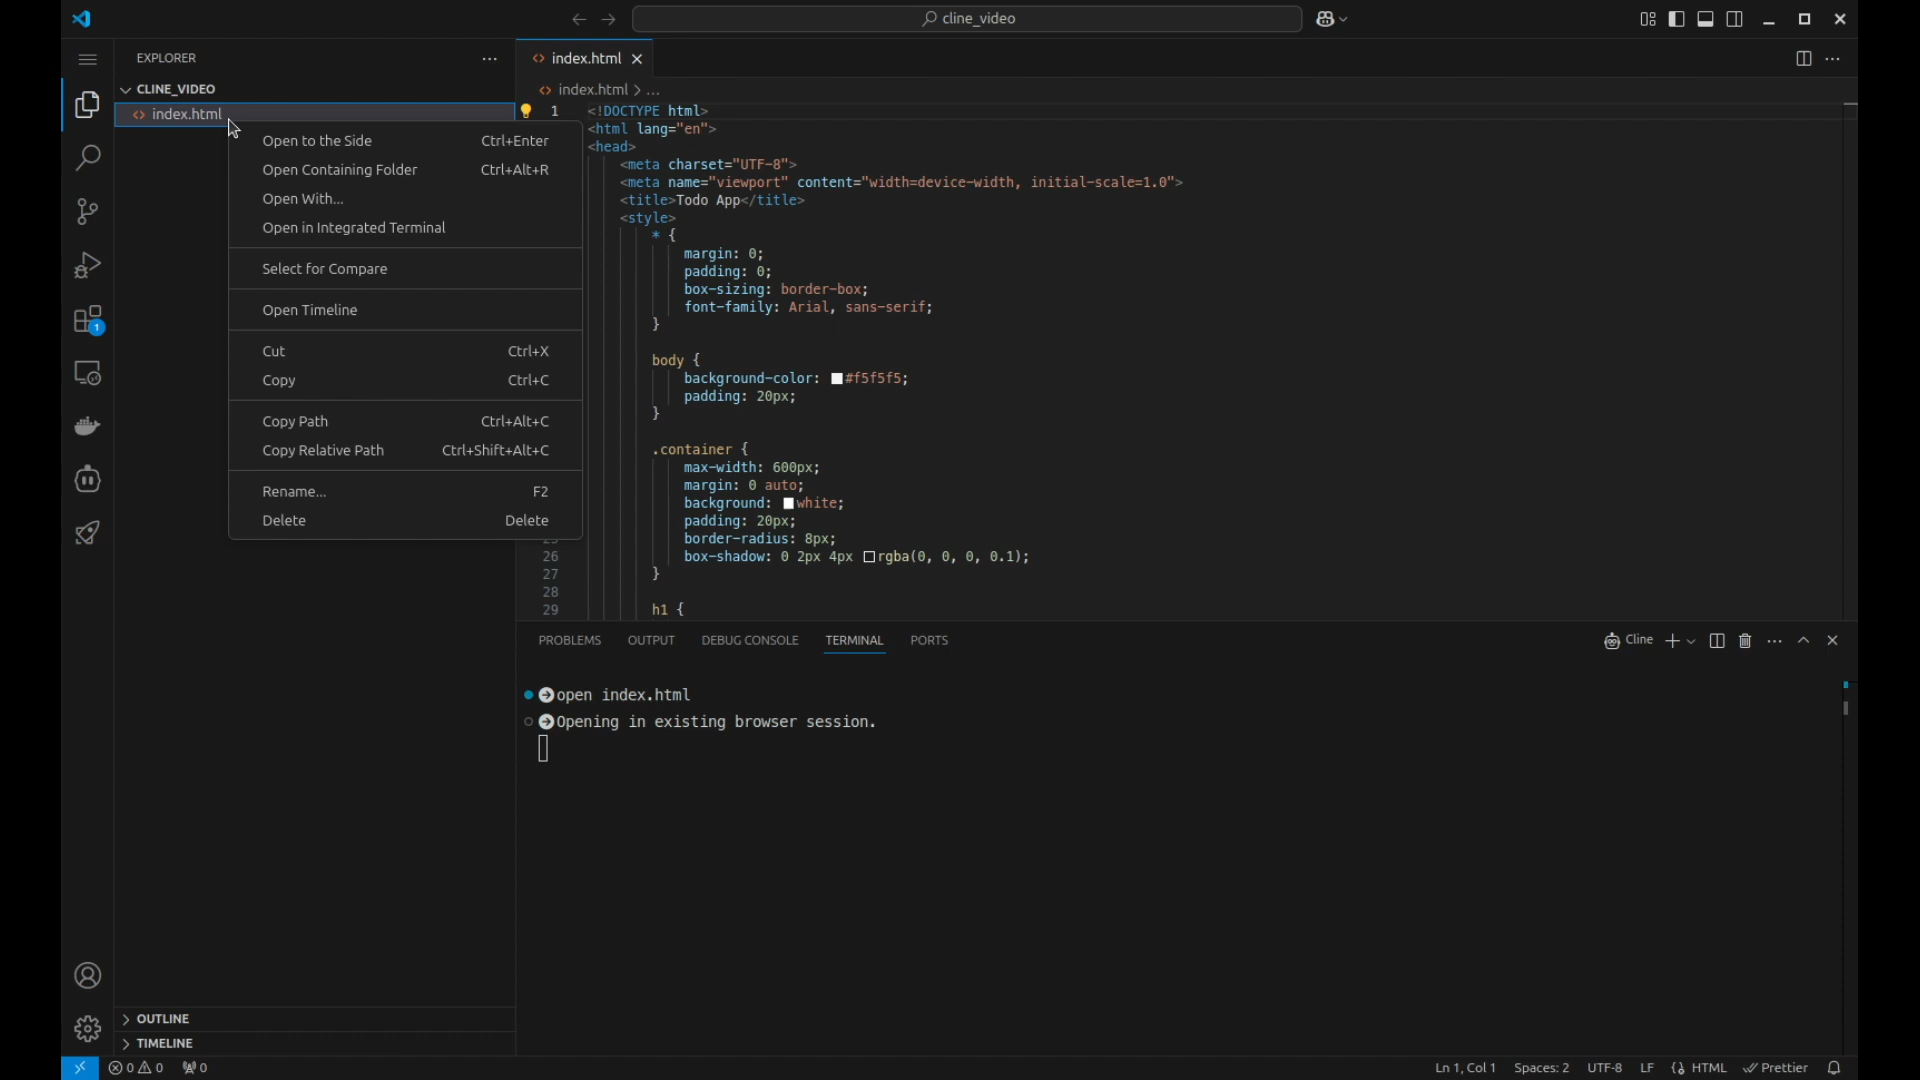 cline_video
EXPLORER
CLINE_VIDEO
index.html
Open to the Side Ctrl+Enter
Open Containing Folder Ctrl+Alt+R
Open With...
Open in Integrated Terminal
Select for Compare
Open Timeline
Cut Ctrl+X
Copy Ctrl+C
Copy Path Ctrl+Alt+C
Copy Relative Path Ctrl+Shift+Alt+C
Rename... F2
Delete Delete
OUTLINE
TIMELINE
index.html
index.html > ...
1 <!DOCTYPE html>
<html lang="en">
<head>
<meta charset="UTF-8">
<meta name="viewport" content="width=device-width, initial-scale=1.0">
<title>Todo App</title>
<style>
* {
margin: 0;
padding: 0;
box-sizing: border-box;
font-family: Arial, sans-serif;
}
body {
background-color: #f5f5f5;
padding: 20px;
}
.container {
max-width: 600px;
margin: 0 auto;
background: white;
padding: 20px;
border-radius: 8px;
26 box-shadow: 0 2px 4px rgba(0, 0, 0, 0.1);
27 }
28
29 h1 {
PROBLEMS OUTPUT DEBUG CONSOLE TERMINAL PORTS
Cline
open index.html
Opening in existing browser session.
1
0 0 0
Ln 1, Col 1 Spaces: 2 UTF-8 LF {} HTML Prettier